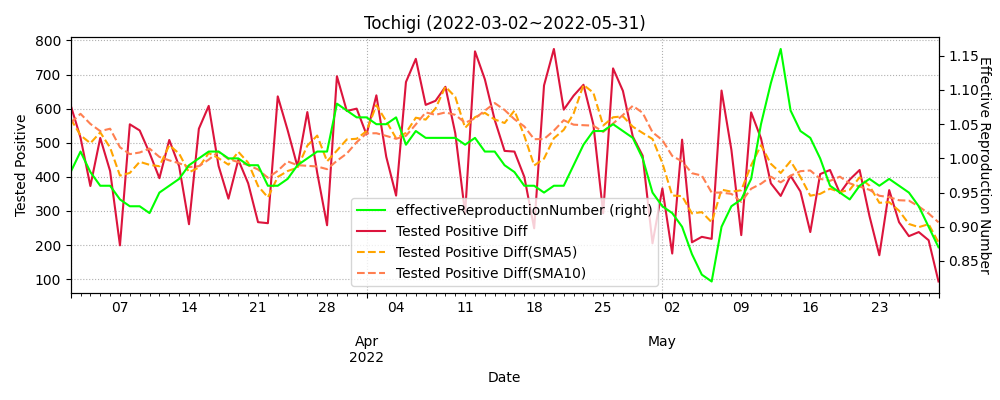 Tochigi (2022-03-02~2022-05-31)
Tested Positive
800
700
600
500
400
300
200
100
1.15
1.10
1.05
1.00
0.95
0.90
0.85
Effective Reproduction Number
effectiveReproductionNumber (right)
Tested Positive Diff
Tested Positive Diff(SMA5)
Tested Positive Diff(SMA10)
07 14 21 28 04 11 18 25 02 09 16 23
Apr May
2022
Date